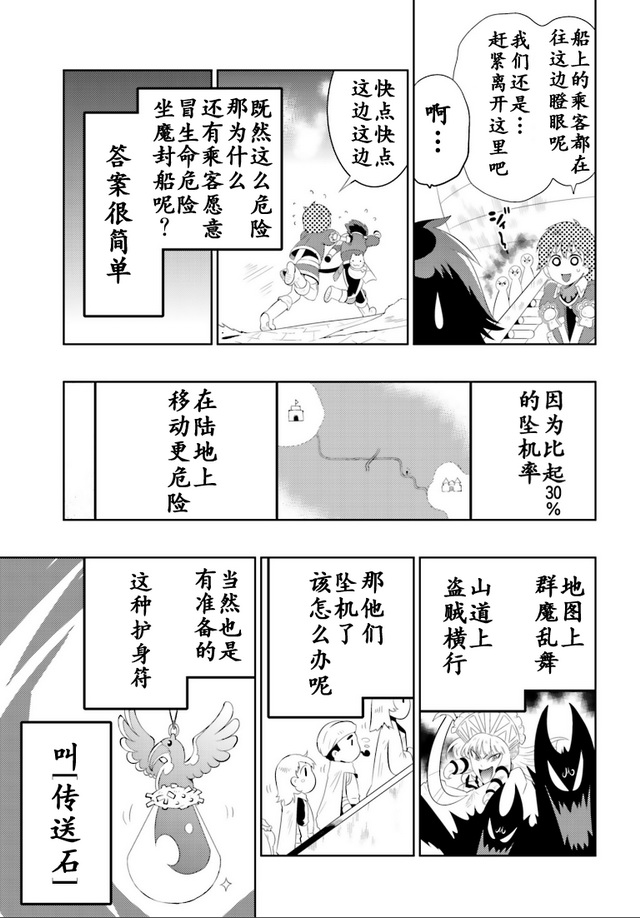 船上的乘客都在
往这边瞪眼呢
我们还是…
赶紧离开这里吧
啊…
快点快点
这边这边
既然这么危险
那为什么
还有乘客愿意
冒生命危险
坐魔封船呢？
答案很简单
因为比起30%
的坠机率
在陆地上
移动更危险
地图上
群魔乱舞
山道上
盗贼横行
那他们
坠机了
该怎么办呢
当然也是
有准备的
这种护身符
叫[传送石]